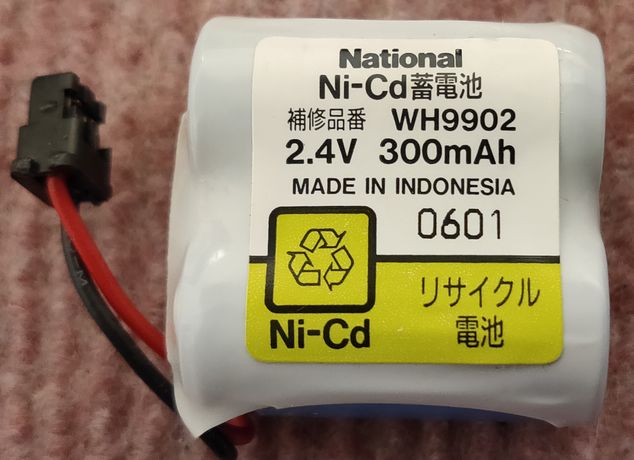 National
Ni-Cd蓄電池
補修品番 WH9902
2.4V 300mAh
MADE IN INDONESIA
0601
Ni-Cd
リサイクル
電池